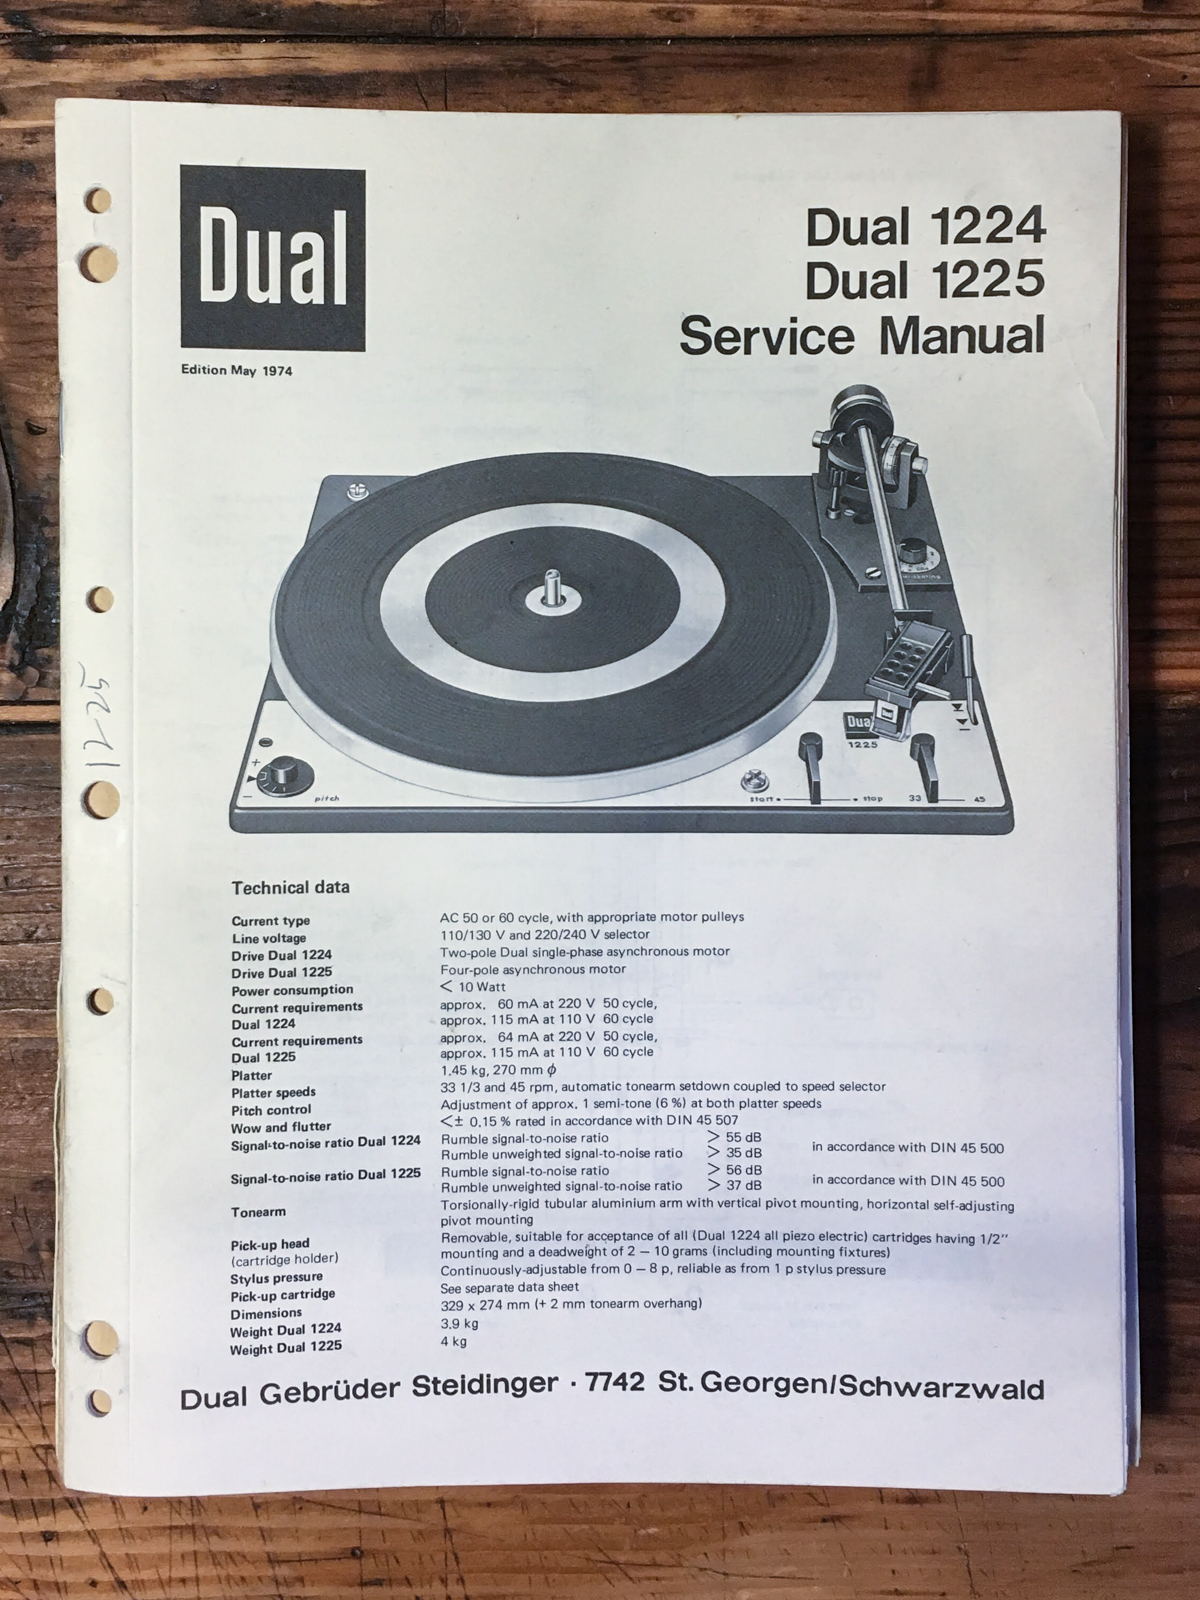 Dual
Edition May 1974
Dual 1224
Dual 1225
Service Manual
1225
Dual
1225
+
−
pitch
start
stop
33
45
Technical data
Current type AC 50 or 60 cycle, with appropriate motor pulleys
Line voltage 110/130 V and 220/240 V selector
Drive Dual 1224 Two-pole Dual single-phase asynchronous motor
Drive Dual 1225 Four-pole asynchronous motor
Power consumption < 10 Watt
Current requirements approx. 60 mA at 220 V 50 cycle,
Dual 1224 approx. 115 mA at 110 V 60 cycle
Current requirements approx. 64 mA at 220 V 50 cycle,
Dual 1225 approx. 115 mA at 110 V 60 cycle
Platter 1.45 kg, 270 mm ϕ
Platter speeds 33 1/3 and 45 rpm, automatic tonearm setdown coupled to speed selector
Pitch control Adjustment of approx. 1 semi-tone (6 %) at both platter speeds
Wow and flutter <± 0.15 % rated in accordance with DIN 45 507
Signal-to-noise ratio Dual 1224 Rumble signal-to-noise ratio > 55 dB
Rumble unweighted signal-to-noise ratio > 35 dB in accordance with DIN 45 500
Signal-to-noise ratio Dual 1225 Rumble signal-to-noise ratio > 56 dB
Rumble unweighted signal-to-noise ratio > 37 dB in accordance with DIN 45 500
Tonearm Torsionally-rigid tubular aluminium arm with vertical pivot mounting, horizontal self-adjusting
pivot mounting
Pick-up head Removable, suitable for acceptance of all (Dual 1224 all piezo electric) cartridges having 1/2"
(cartridge holder) mounting and a deadweight of 2 — 10 grams (including mounting fixtures)
Stylus pressure Continuously-adjustable from 0 — 8 p, reliable as from 1 p stylus pressure
Pick-up cartridge See separate data sheet
Dimensions 329 x 274 mm (+ 2 mm tonearm overhang)
Weight Dual 1224 3.9 kg
Weight Dual 1225 4 kg
Dual Gebrüder Steidinger · 7742 St. Georgen/Schwarzwald